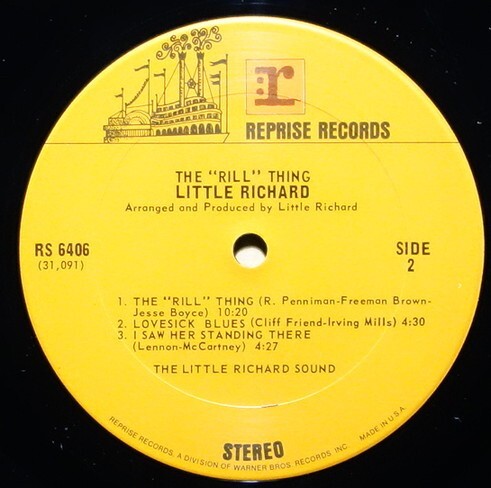 r
REPRISE RECORDS
THE "RILL" THING
LITTLE RICHARD
Arranged and Produced by Little Richard
RS 6406
(31,091)
SIDE
2
1. THE "RILL" THING (R. Penniman-Freeman Brown-
Jesse Boyce) 10:20
2. LOVESICK BLUES (Cliff Friend-Irving Mills) 4:30
3. I SAW HER STANDING THERE
(Lennon-McCartney) 4:27
THE LITTLE RICHARD SOUND
STEREO
REPRISE RECORDS, A DIVISION OF WARNER BROS. RECORDS, INC. MADE IN U.S.A.